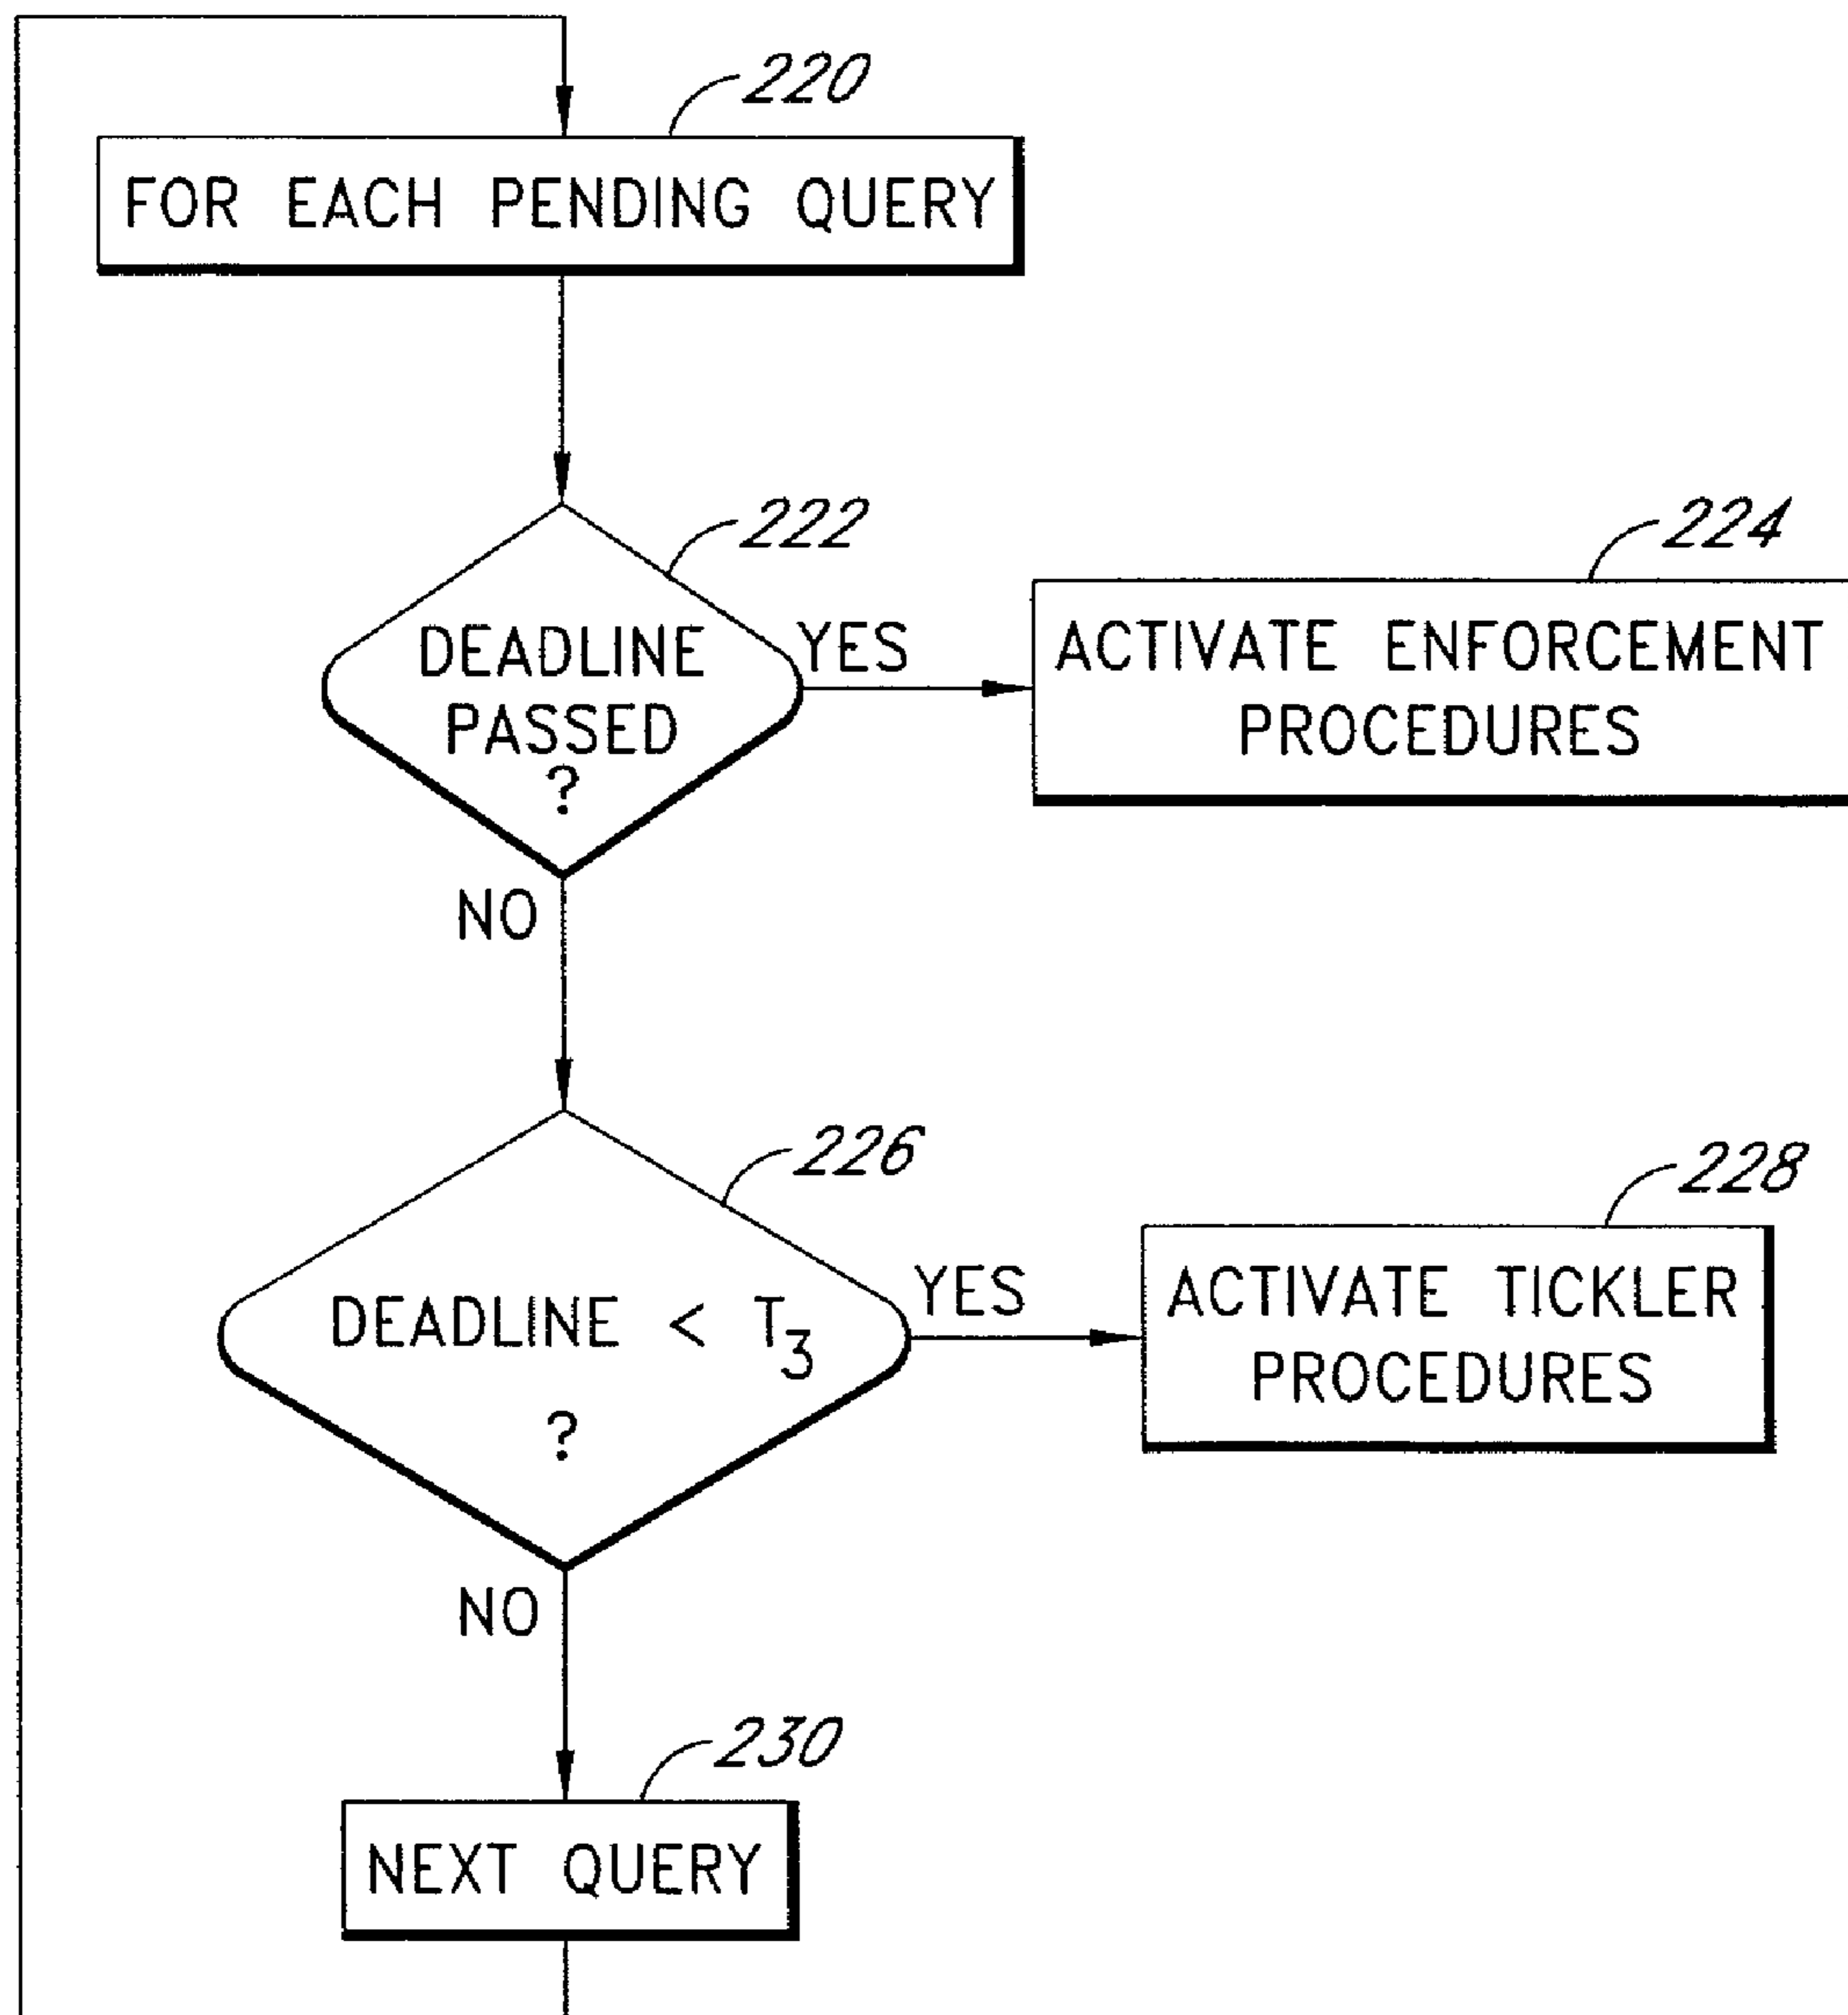 220
FOR EACH PENDING QUERY
222
DEADLINE
PASSED
?
YES
224
ACTIVATE ENFORCEMENT
PROCEDURES
NO
226
DEADLINE < T3
?
YES
228
ACTIVATE TICKLER
PROCEDURES
NO
230
NEXT QUERY